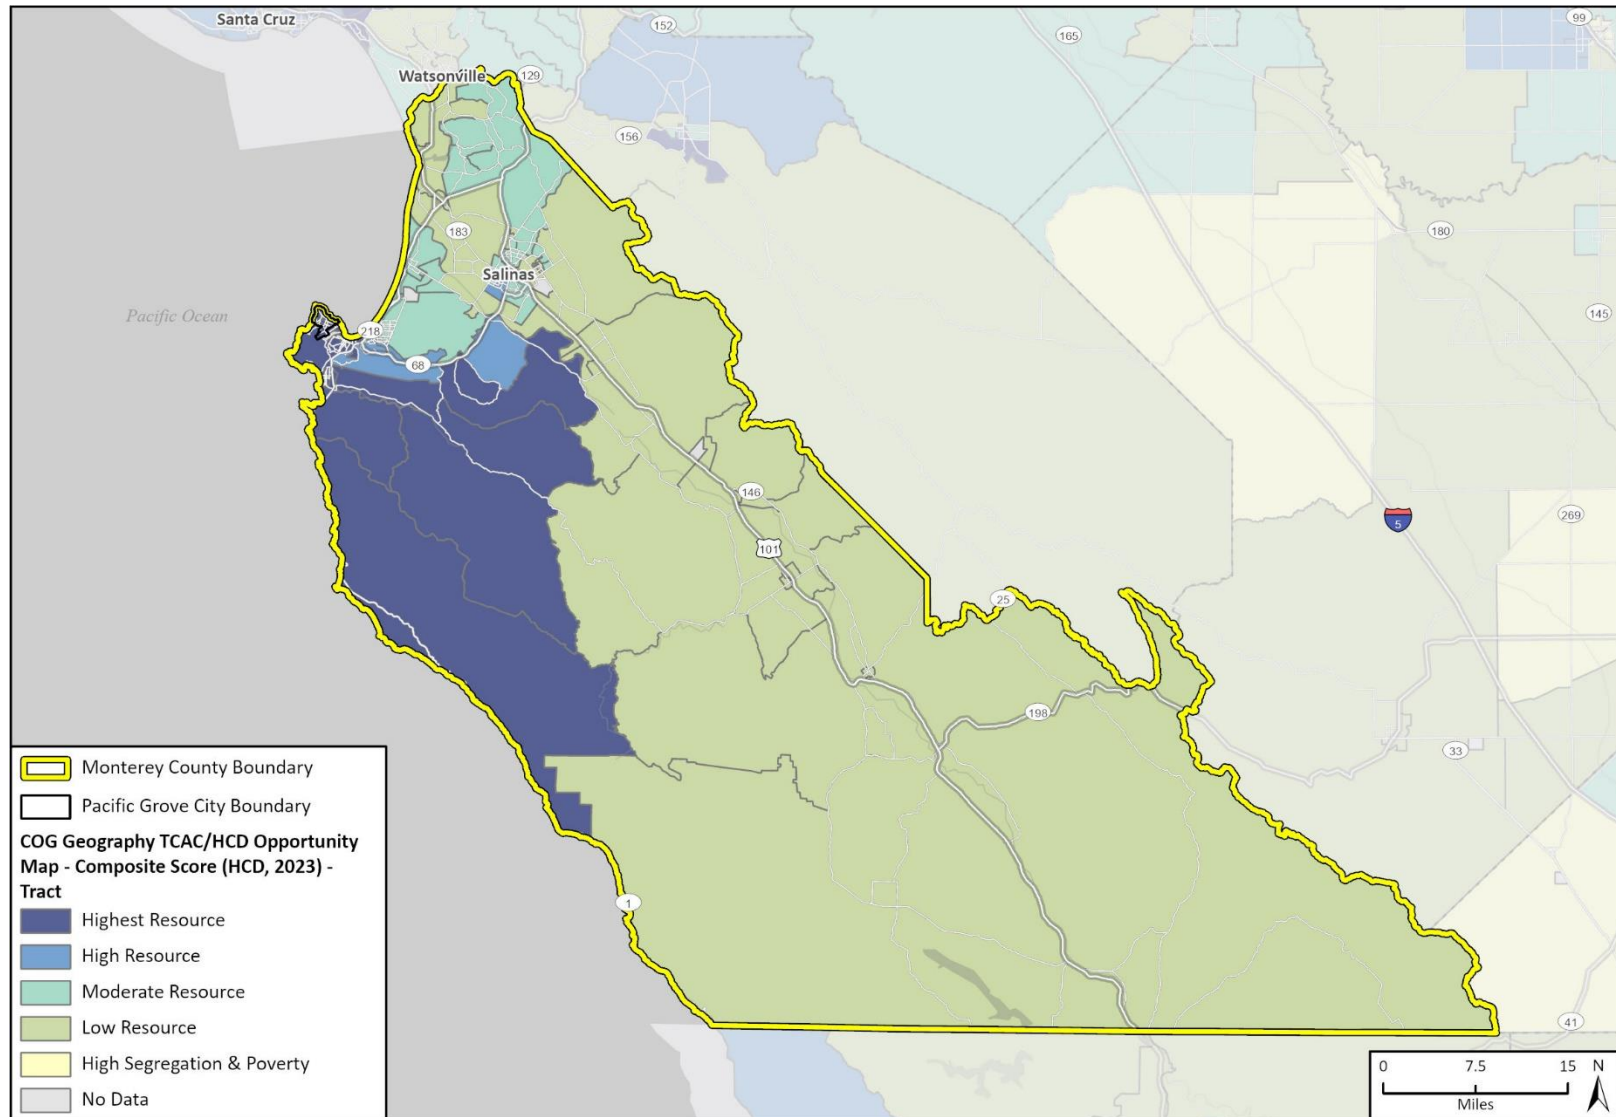 Santa Cruz
152
99
165
Watsonville
129
156
183
180
Salinas
145
Pacific Ocean
218
68
146
5
269
101
25
198
33
1
41
Monterey County Boundary
Pacific Grove City Boundary
COG Geography TCAC/HCD Opportunity
Map - Composite Score (HCD, 2023) -
Tract
Highest Resource
High Resource
Moderate Resource
Low Resource
High Segregation & Poverty
No Data
0 7.5 15 N
Miles